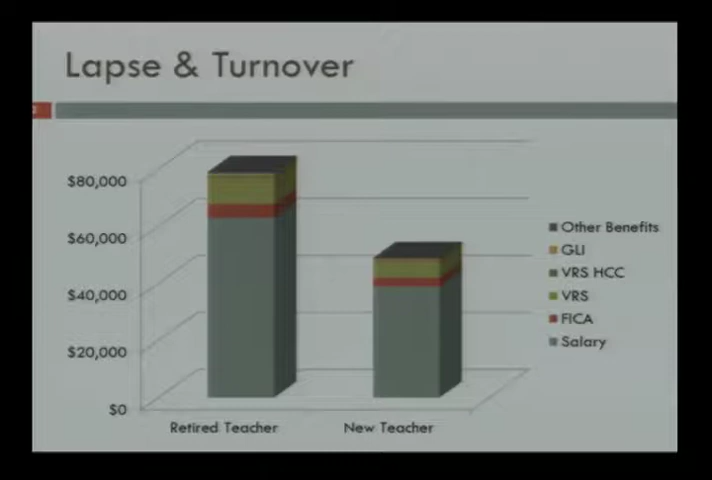 Lapse & Turnover
$80,000
$60,000
$40,000
$20,000
$0
Retired Teacher
New Teacher
Other Benefits
GLI
VRS HCC
VRS
FICA
Salary